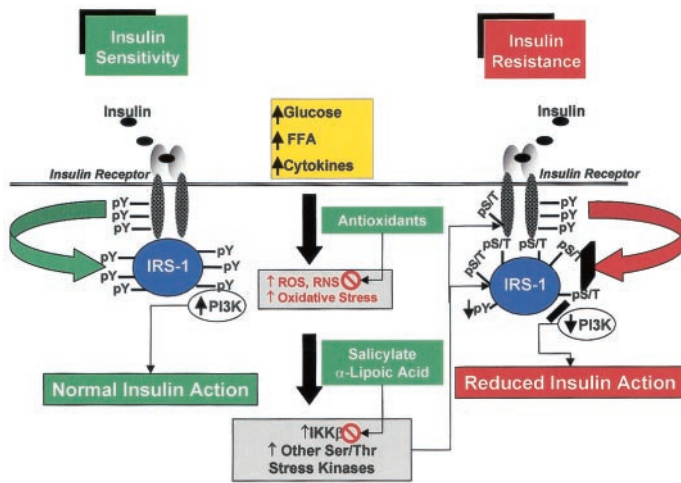 Insulin
Sensitivity
Insulin
Insulin Receptor
pY
pY
pY
pY
pY
pY
pY
pY
pY
IRS-1
↑PI3K
Normal Insulin Action
↑Glucose
↑FFA
↑Cytokines
Antioxidants
↑ ROS, RNS
↑ Oxidative Stress
Salicylate
α-Lipoic Acid
↑IKKβ
↑ Other Ser/Thr
Stress Kinases
Insulin
Resistance
Insulin
Insulin Receptor
pS/T
pY
pY
pY
pS/T
pS/T
pS/T
pS/T
pS/T
IRS-1
↓pY
↓PI3K
Reduced Insulin Action